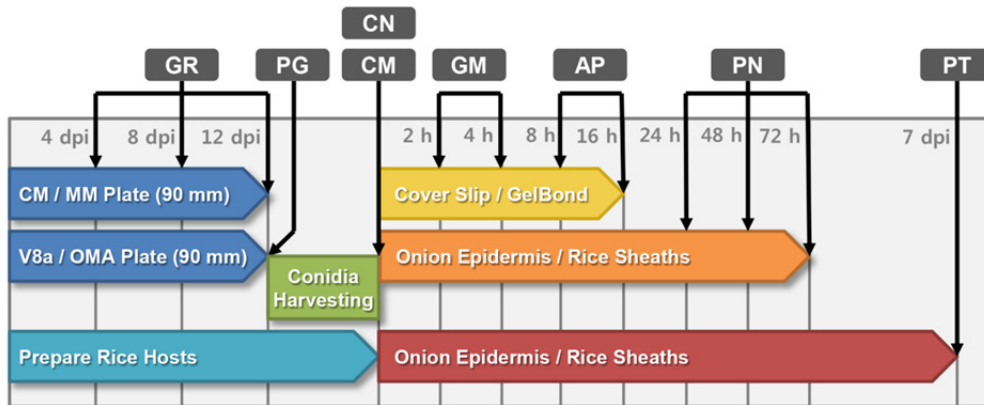 CN
GR PG CM GM AP PN PT
4 dpi 8 dpi 12 dpi 2 h 4 h 8 h 16 h 24 h 48 h 72 h 7 dpi
CM / MM Plate (90 mm) Cover Slip / GelBond
V8a / OMA Plate (90 mm) Onion Epidermis / Rice Sheaths
Conidia
Harvesting
Prepare Rice Hosts Onion Epidermis / Rice Sheaths